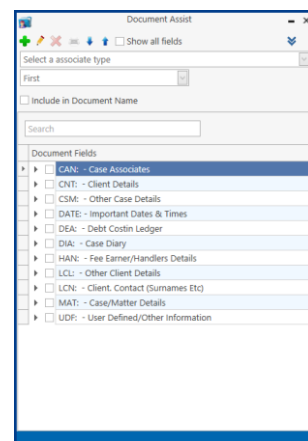 Document Assist
Show all fields
Select a associate type
First
Include in Document Name
Search
Document Fields
CAN: - Case Associates
CNT: - Client Details
CSM: - Other Case Details
DATE: - Important Dates & Times
DEA: - Debt Costin Ledger
DIA: - Case Diary
HAN: - Fee Earner/Handlers Details
LCL: - Other Client Details
LCN: - Client. Contact (Surnames Etc)
MAT: - Case/Matter Details
UDF: - User Defined/Other Information